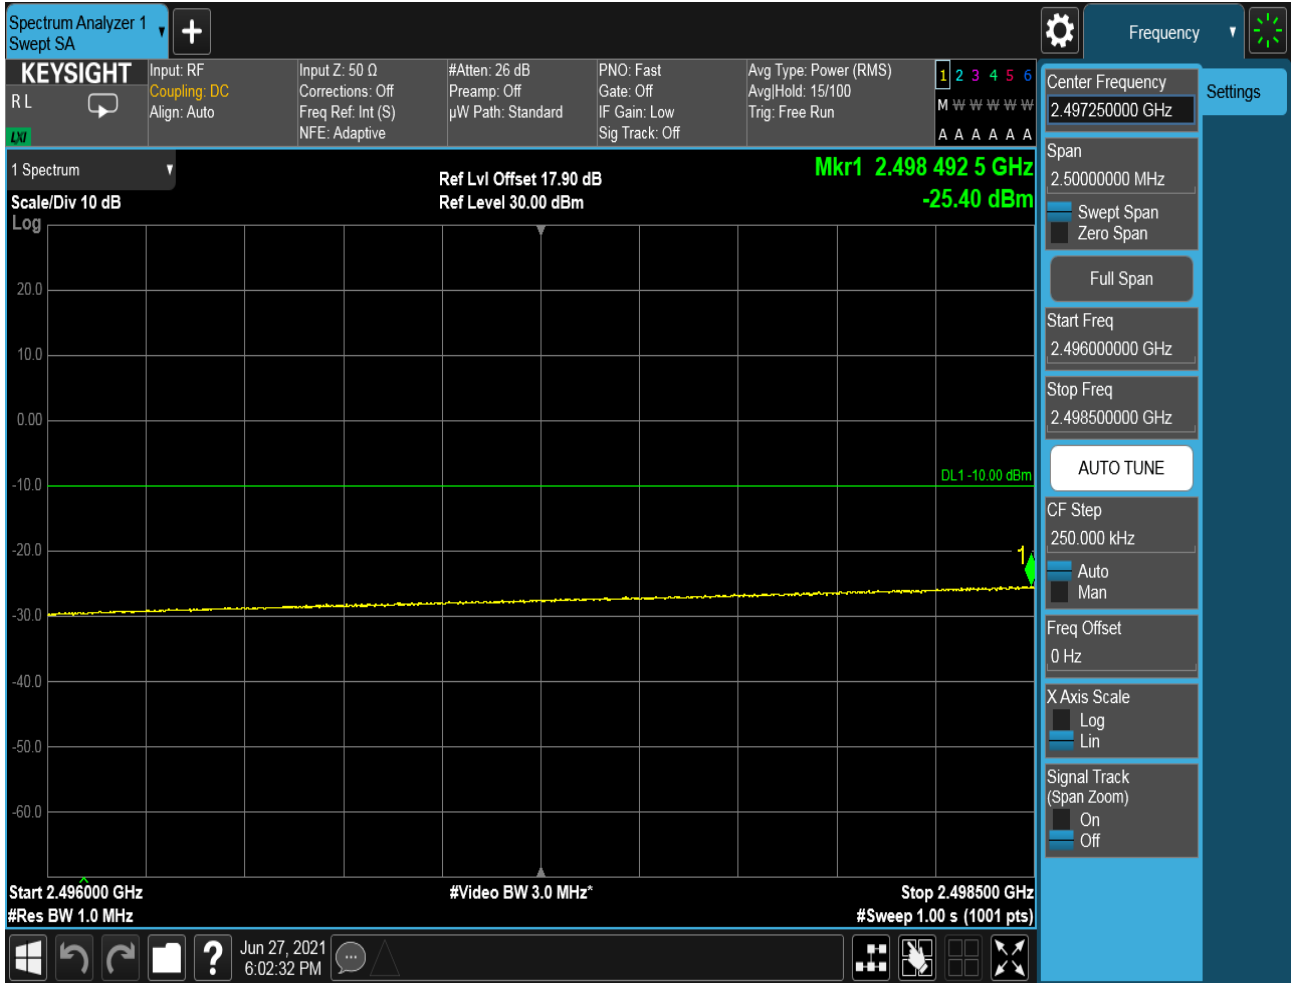 Spectrum Analyzer 1
Swept SA
Frequency
KEYSIGHT
R L
LXI
Input: RF
Coupling: DC
Align: Auto
Input Z: 50 Ω
Corrections: Off
Freq Ref: Int (S)
NFE: Adaptive
#Atten: 26 dB
Preamp: Off
µW Path: Standard
PNO: Fast
Gate: Off
IF Gain: Low
Sig Track: Off
Avg Type: Power (RMS)
Avg|Hold: 15/100
Trig: Free Run
1 2 3 4 5 6
M W W W W W
A A A A A A
1 Spectrum
Scale/Div 10 dB
Log
Ref Lvl Offset 17.90 dB
Ref Level 30.00 dBm
Mkr1 2.498 492 5 GHz
-25.40 dBm
20.0
10.0
0.00
-10.0
-20.0
-30.0
-40.0
-50.0
-60.0
DL1 -10.00 dBm
1
Start 2.496000 GHz
#Res BW 1.0 MHz
#Video BW 3.0 MHz*
Stop 2.498500 GHz
#Sweep 1.00 s (1001 pts)
Jun 27, 2021
6:02:32 PM
?
Center Frequency
2.497250000 GHz
Settings
Span
2.50000000 MHz
Swept Span
Zero Span
Full Span
Start Freq
2.496000000 GHz
Stop Freq
2.498500000 GHz
AUTO TUNE
CF Step
250.000 kHz
Auto
Man
Freq Offset
0 Hz
X Axis Scale
Log
Lin
Signal Track
(Span Zoom)
On
Off